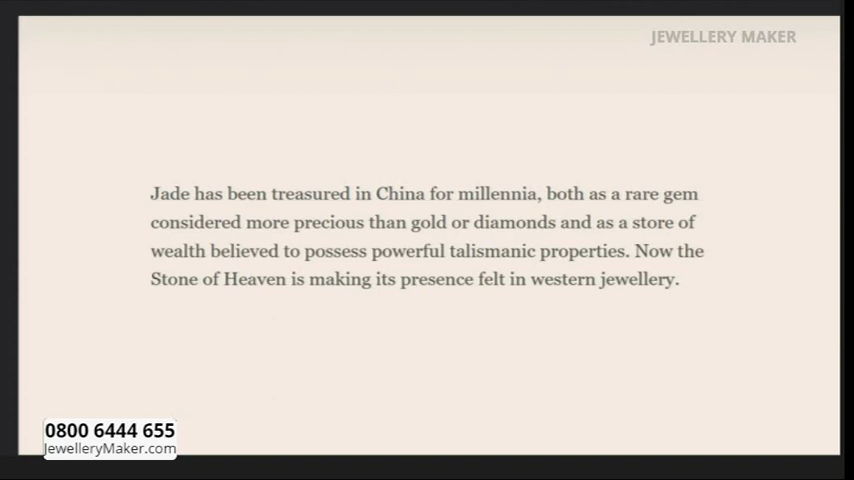 JEWELLERY MAKER
Jade has been treasured in China for millennia, both as a rare gem
considered more precious than gold or diamonds and as a store of
wealth believed to possess powerful talismanic properties. Now the
Stone of Heaven is making its presence felt in western jewellery.
0800 6444 655
JewelleryMaker.com